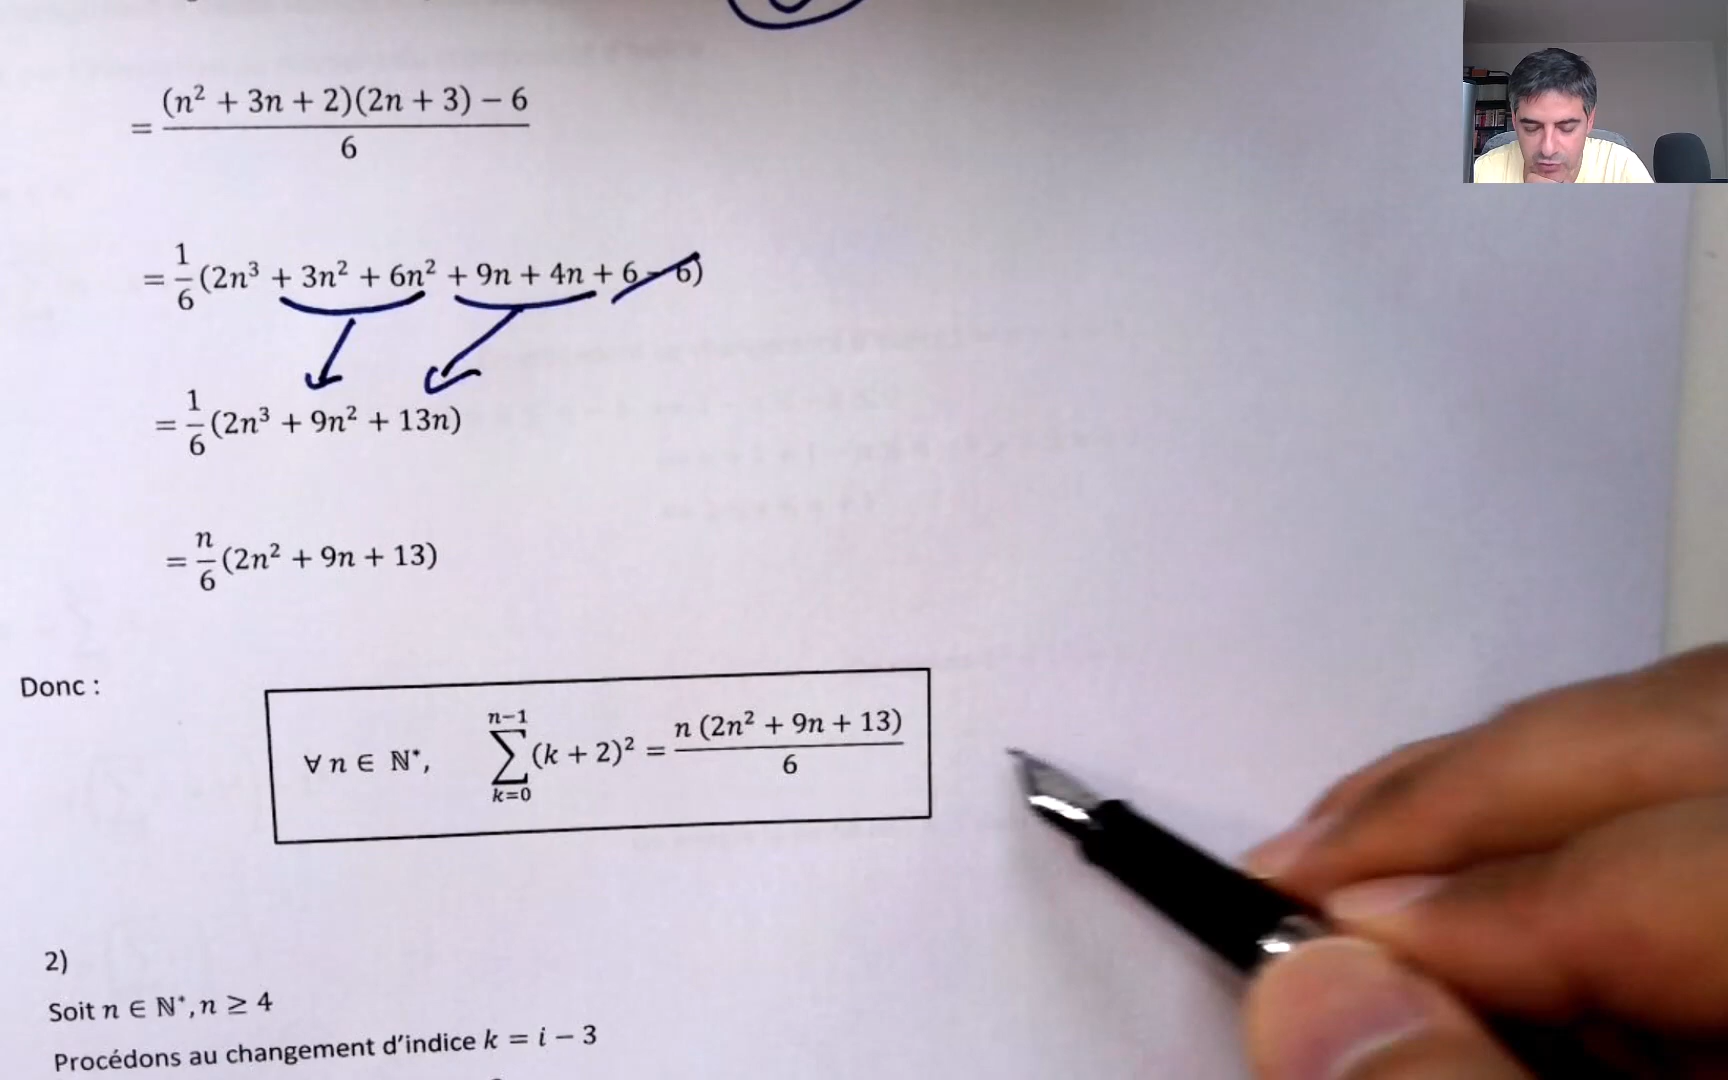 = (n² + 3n + 2)(2n + 3) − 6 / 6
= 1/6 (2n³ + 3n² + 6n² + 9n + 4n + 6 − 6)
= 1/6 (2n³ + 9n² + 13n)
= n/6 (2n² + 9n + 13)
Donc :
∀ n ∈ ℕ*, ∑_{k=0}^{n−1} (k + 2)² = n (2n² + 9n + 13) / 6
2)
Soit n ∈ ℕ*, n ≥ 4
Procédons au changement d'indice k = i − 3